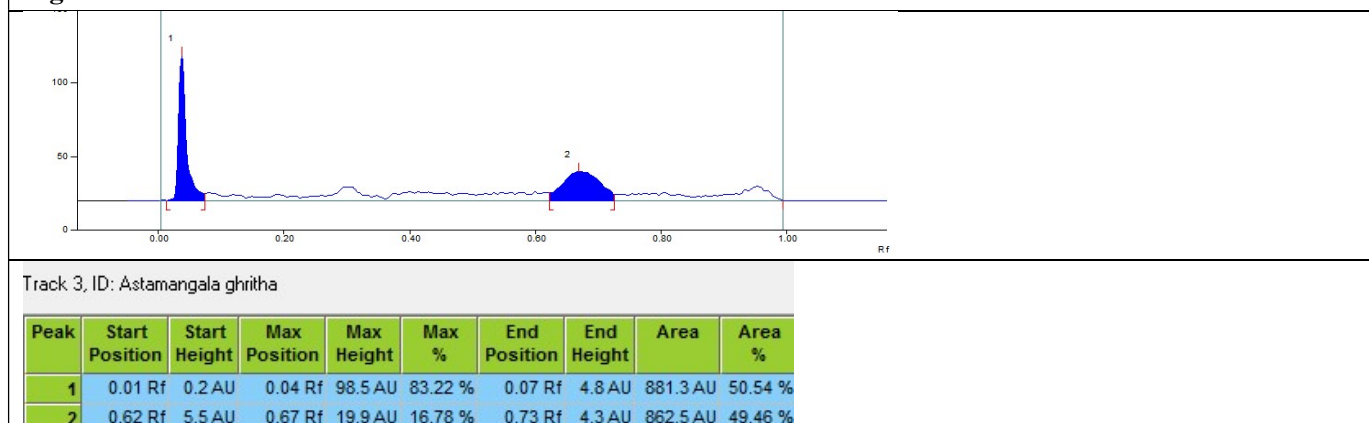 1
100
50
2
0
0.00 0.20 0.40 0.60 0.80 1.00
Rf
Track 3, ID: Astamangala ghritha
Peak Start Position Start Height Max Position Max Height Max % End Position End Height Area Area %
1 0.01 Rf 0.2 AU 0.04 Rf 98.5 AU 83.22 % 0.07 Rf 4.8 AU 881.3 AU 50.54 %
2 0.62 Rf 5.5 AU 0.67 Rf 19.9 AU 16.78 % 0.73 Rf 4.3 AU 862.5 AU 49.46 %